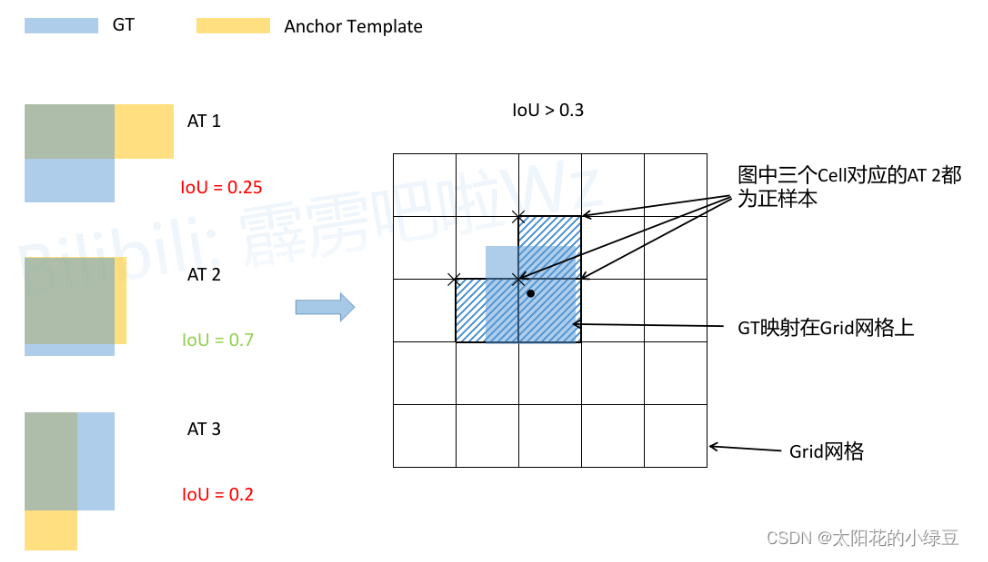 GT
Anchor Template
AT 1
IoU = 0.25
AT 2
IoU = 0.7
AT 3
IoU = 0.2
IoU > 0.3
图中三个Cell对应的AT 2都
为正样本
GT映射在Grid网格上
Grid网格
Bilibili: 霹雳吧啦Wz
CSDN @太阳花的小绿豆